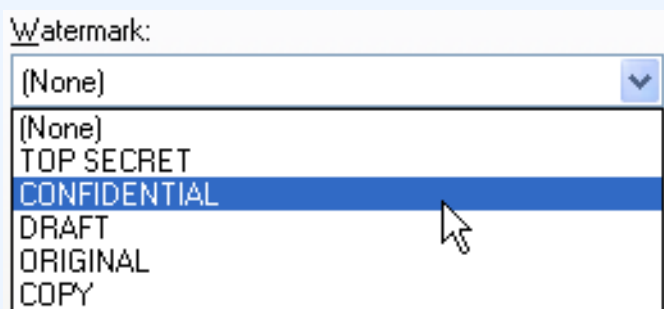 Watermark:
(None)
(None)
TOP SECRET
CONFIDENTIAL
DRAFT
ORIGINAL
COPY